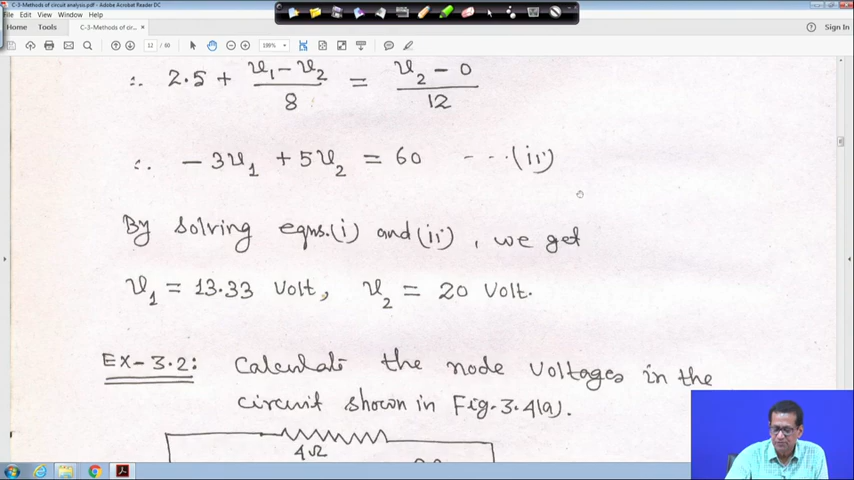 C-3-Methods of circuit analysis.pdf - Adobe Reader DC
File Edit View Window Help
Home Tools C-3-Methods of cir... × Sign In
12 / 60
∴ 2.5 + (v₁ - v₂)/8 = (v₂ - 0)/12
∴ -3v₁ + 5v₂ = 60 ---(ii)
By solving eqns.(i) and (ii), we get
v₁ = 13.33 Volt, v₂ = 20 Volt.
EX-3.2: Calculate the node voltages in the
circuit shown in Fig.3.4(a).
4Ω